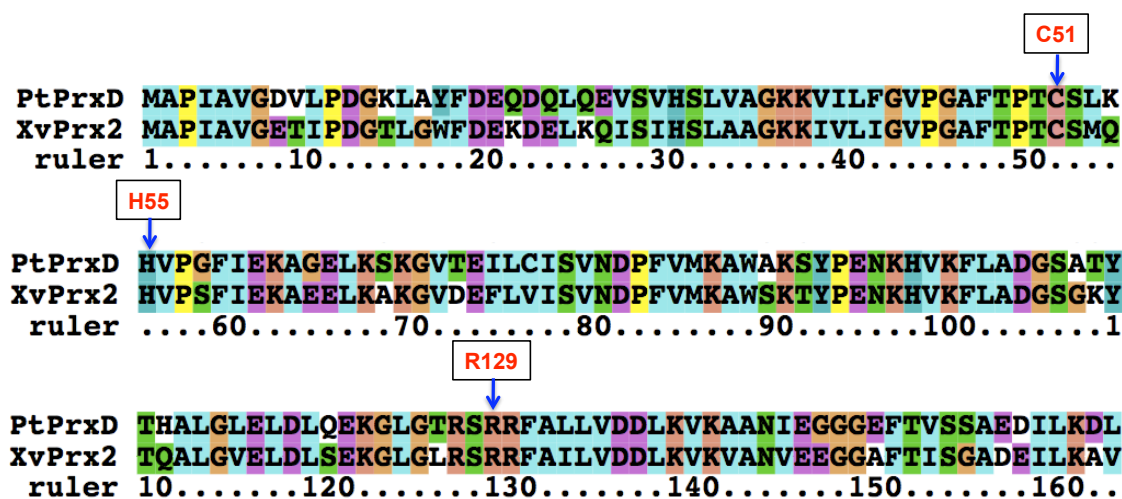 C51
PtPrxD MAPIAVGDVLPDGKLAYFDEQDQLQEVSVHSLVAGKKVILFGVPGAFTPTCSLK
XvPrx2 MAPIAVGETIPDGTLGWFDEKDELKQISIHSLAAGKKIVLIGVPGAFTPTCSMQ
ruler 1.......10........20........30........40........50....
H55
PtPrxD HVPGFIEKAGELKSKGVTEILCISVNDPFVMKAWAKSYPENKHVKFLADGSATY
XvPrx2 HVPSFIEKAEELKAKGVDEFLVISVNDPFVMKAWSKTYPENKHVKFLADGSGKY
ruler ....60........70........80........90.......100.......1
R129
PtPrxD THALGLELDLQEKGLGTRSRRFALLVDDLKVKAANIEGGGEFTVSSAEDILKDL
XvPrx2 TQALGVELDLSEKGLGLRSRRFAILVDDLKVKVANVEEGGAFTISGADEILKAV
ruler 10.......120.......130.......140.......150.......160..